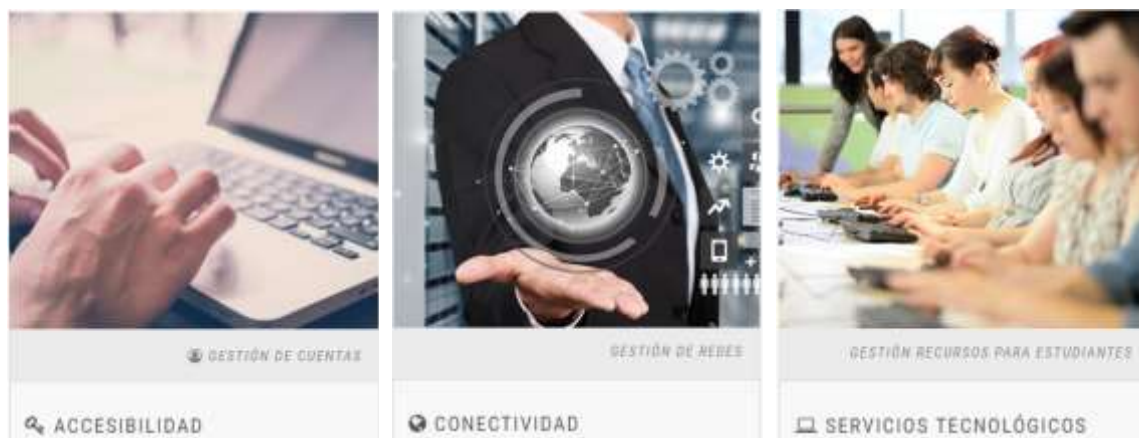 GESTIÓN DE CUENTAS
GESTIÓN DE REDES
GESTIÓN RECURSOS PARA ESTUDIANTES
ACCESIBILIDAD
CONECTIVIDAD
SERVICIOS TECNOLÓGICOS